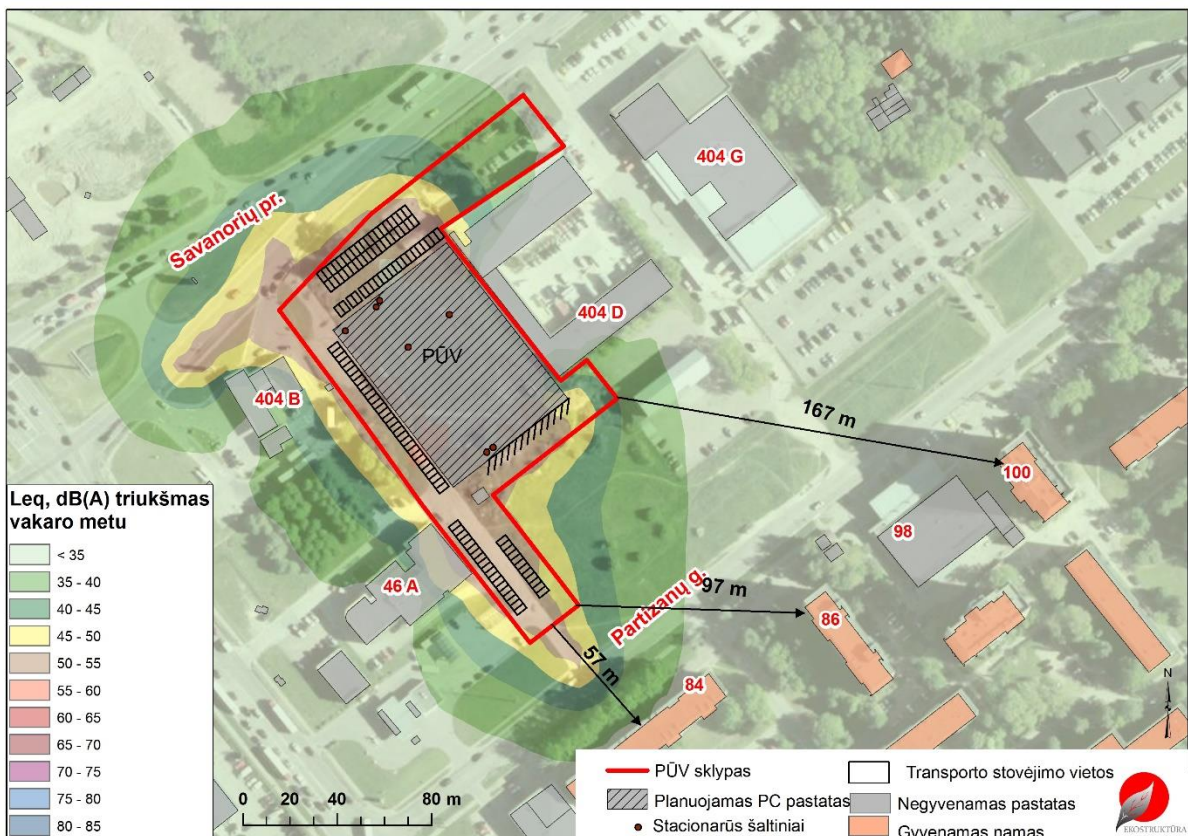 Savanorių pr.
404 G
404 D
PŪV
404 B
167 m
100
98
46 A
Partizanų g.
97 m
86
57 m
84
N
Leq, dB(A) triukšmas
vakaro metu
< 35
35 - 40
40 - 45
45 - 50
50 - 55
55 - 60
60 - 65
65 - 70
70 - 75
75 - 80
80 - 85
0 20 40 80 m
PŪV sklypas
Planuojamas PC pastatas
Stacionarūs šaltiniai
Transporto stovėjimo vietos
Negyvenamas pastatas
Gyvenamas namas
EKOSTRUKTŪRA